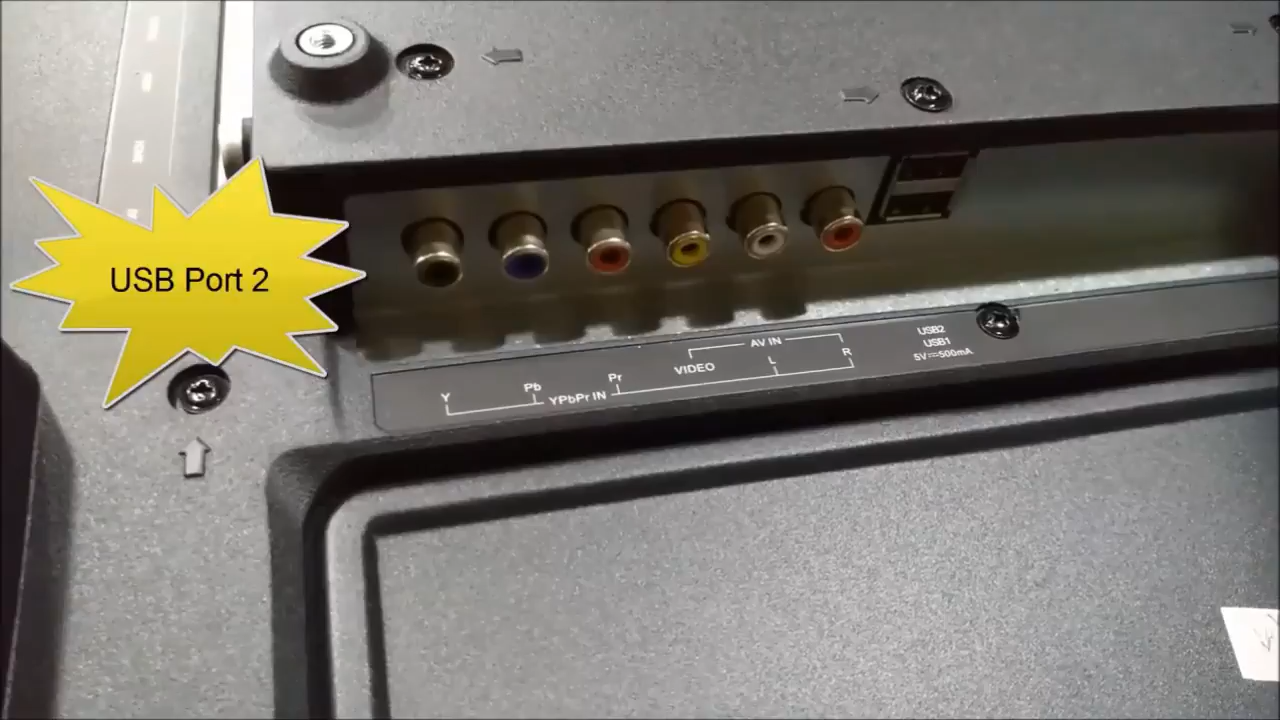 USB Port 2
Y
Pb
YPbPr IN
Pr
VIDEO
AV IN
L
R
USB2
USB1
5V⎓500mA